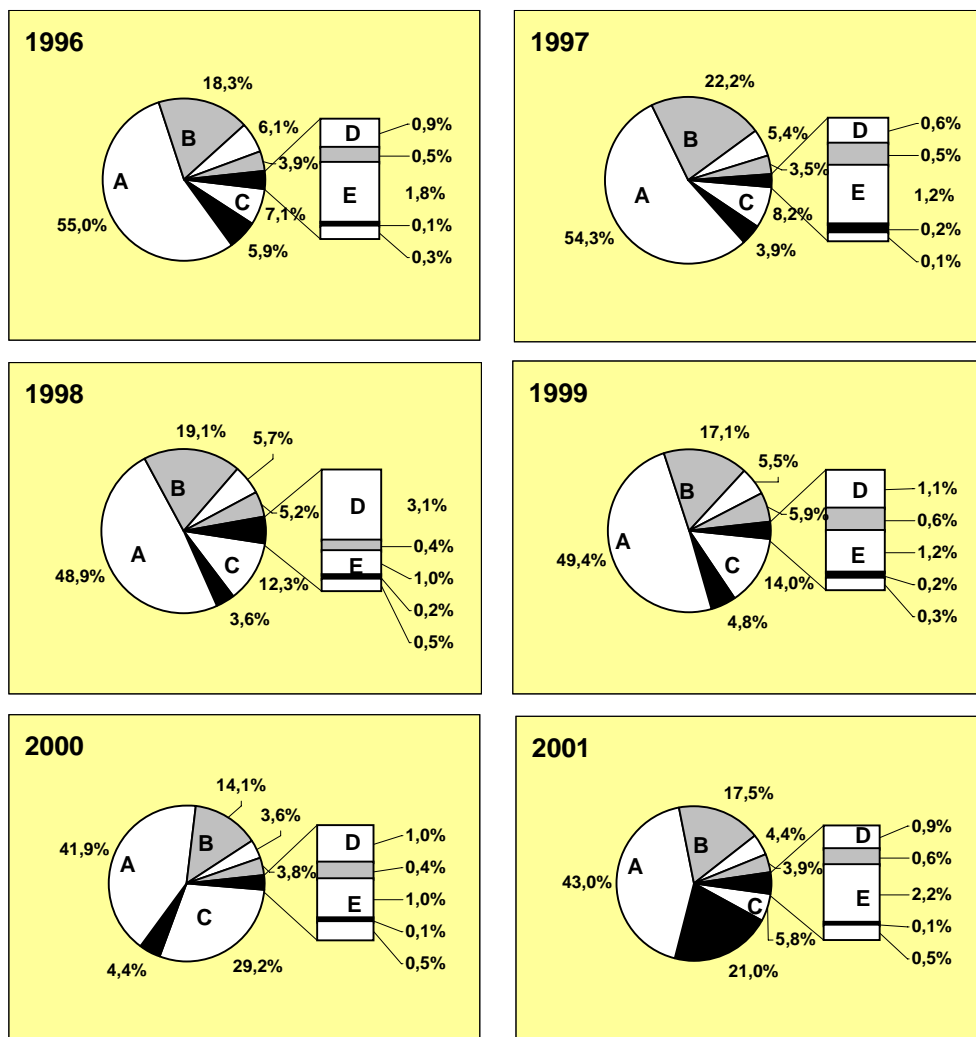 1996
18,3%
6,1%
3,9%
B
A
C
7,1%
55,0%
5,9%
D
E
0,9%
0,5%
1,8%
0,1%
0,3%
1997
22,2%
5,4%
3,5%
B
A
C
8,2%
54,3%
3,9%
D
E
0,6%
0,5%
1,2%
0,2%
0,1%
1998
19,1%
5,7%
5,2%
B
A
C
12,3%
48,9%
3,6%
D
E
3,1%
0,4%
1,0%
0,2%
0,5%
1999
17,1%
5,5%
5,9%
B
A
C
14,0%
49,4%
4,8%
D
E
1,1%
0,6%
1,2%
0,2%
0,3%
2000
14,1%
3,6%
3,8%
B
A
41,9%
C
4,4%
29,2%
D
E
1,0%
0,4%
1,0%
0,1%
0,5%
2001
17,5%
4,4%
3,9%
B
A
43,0%
C
5,8%
21,0%
D
E
0,9%
0,6%
2,2%
0,1%
0,5%